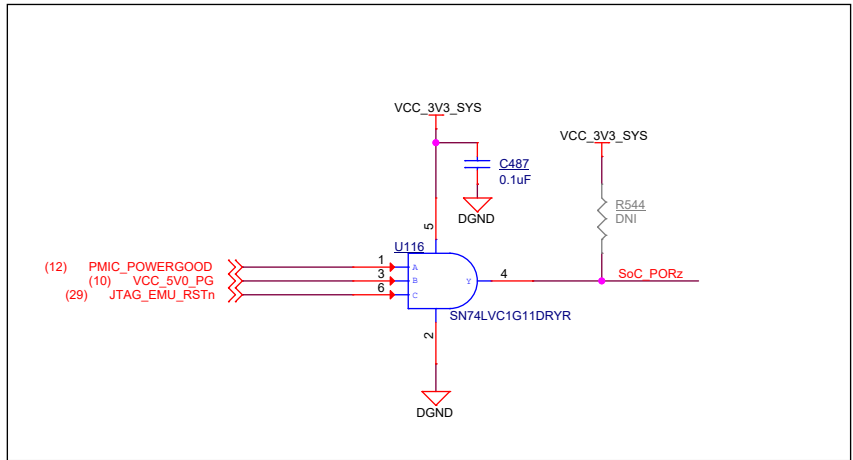 VCC_3V3_SYS
VCC_3V3_SYS
C487
0.1uF
R544
DNI
DGND
5
U116
(12) PMIC_POWERGOOD 1 A
(10) VCC_5V0_PG 3 B Y 4 SoC_PORz
(29) JTAG_EMU_RSTn 6 C
SN74LVC1G11DRYR
2
DGND